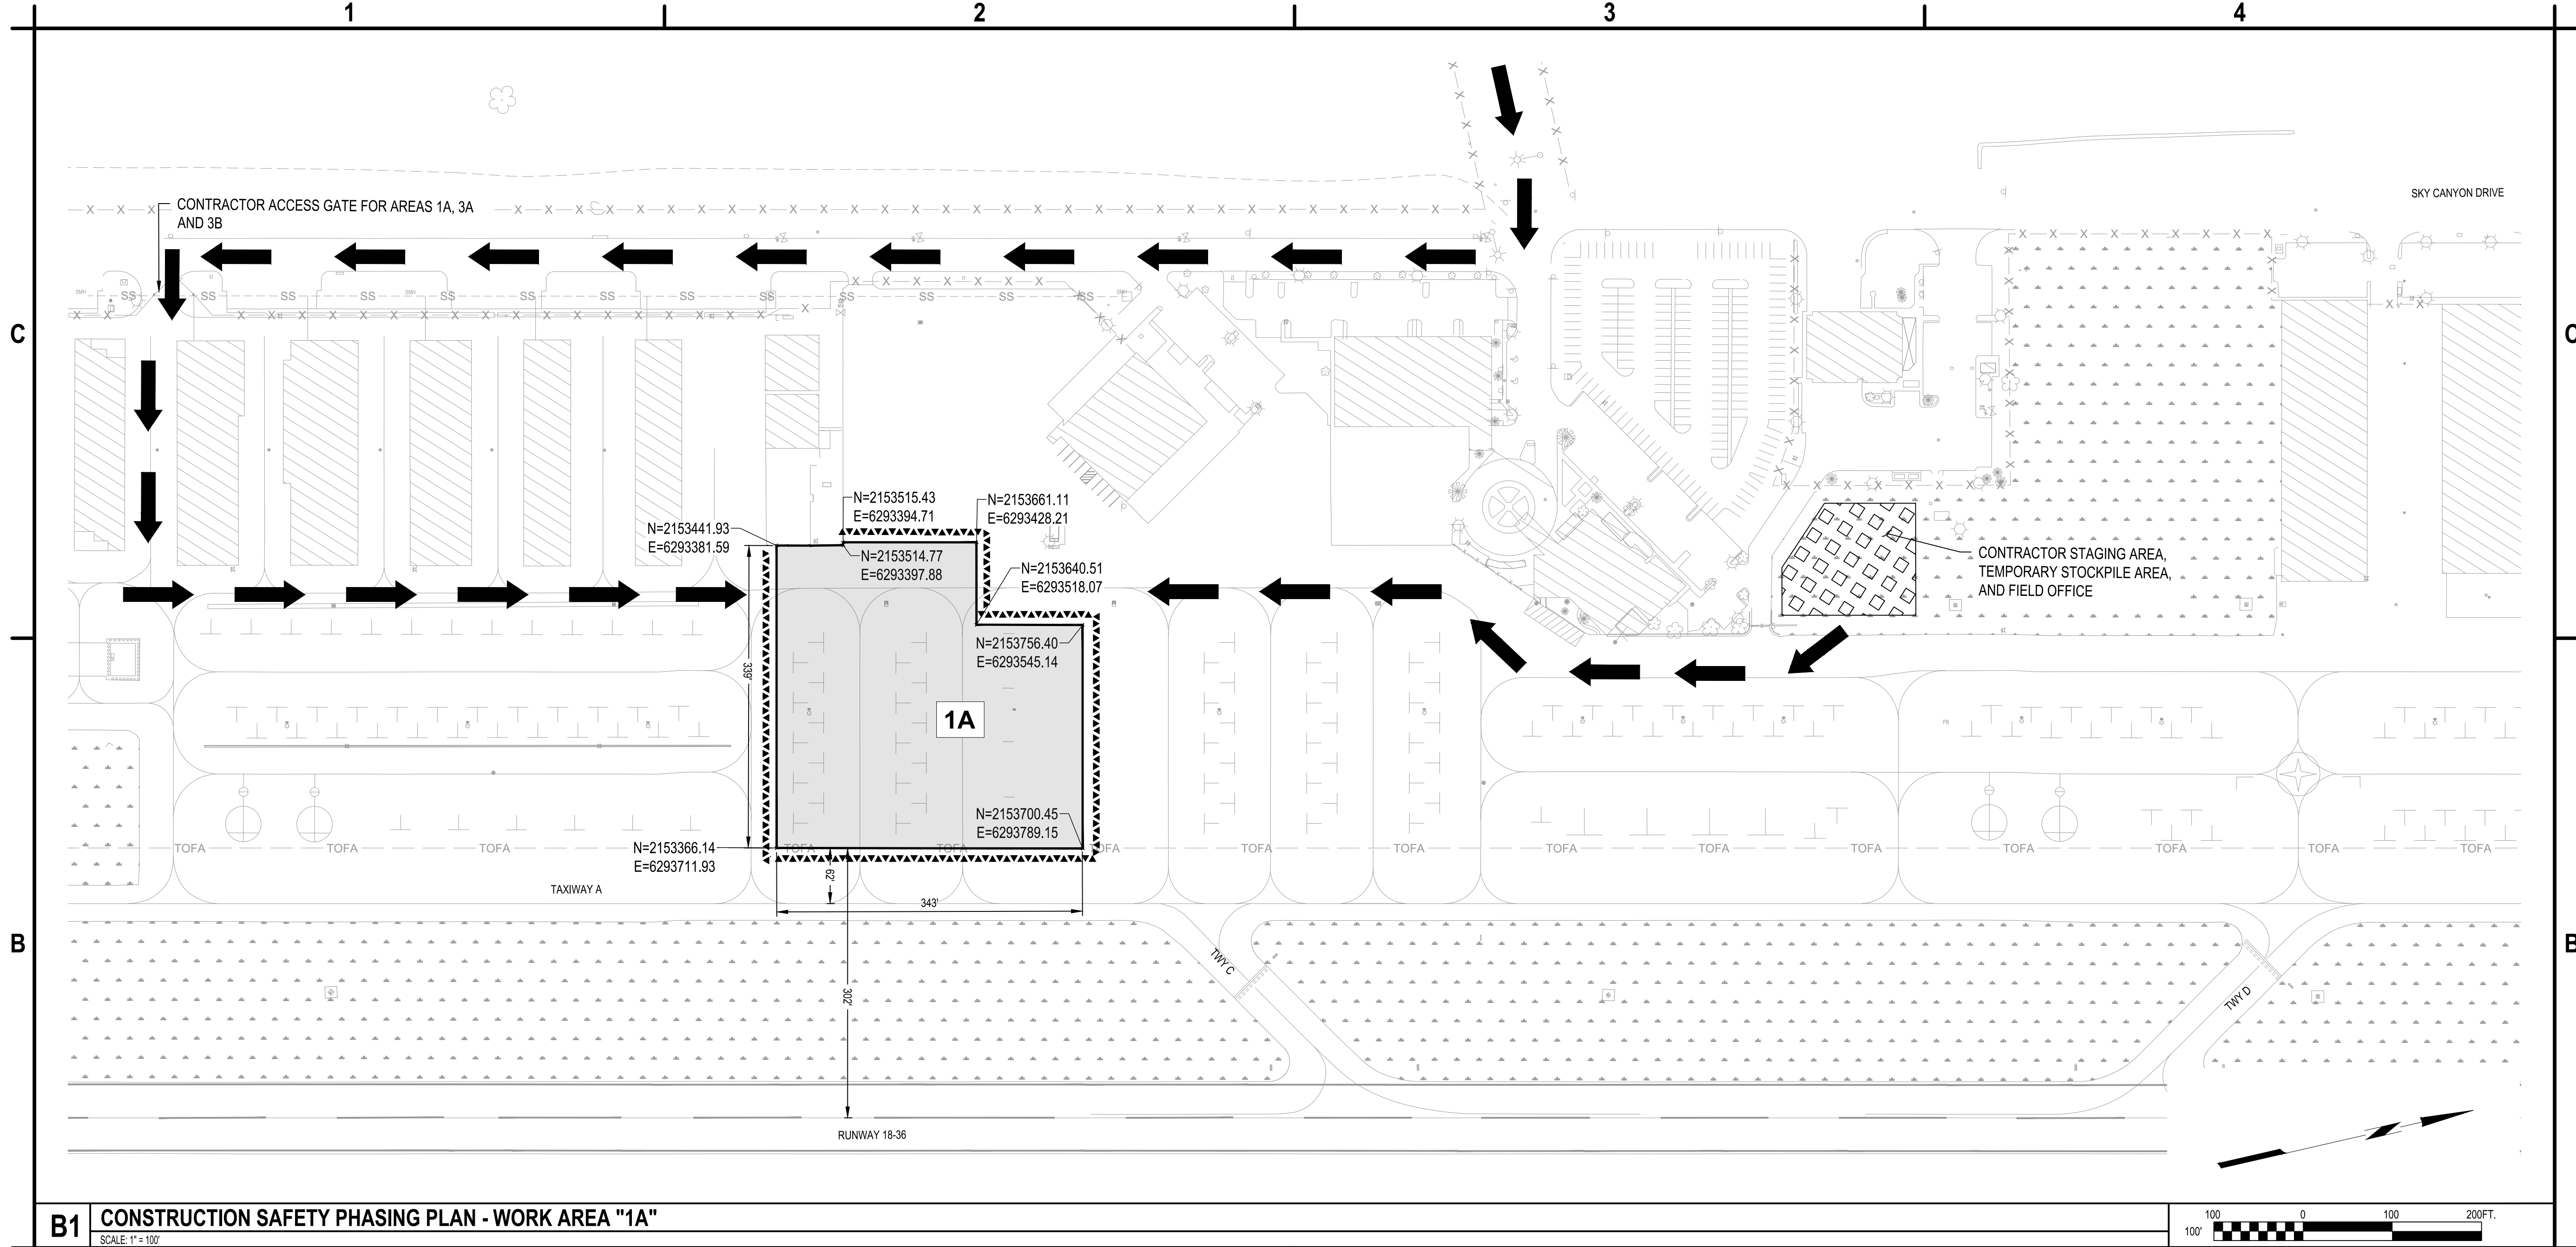 1 2 3 4
SKY CANYON DRIVE
CONTRACTOR ACCESS GATE FOR AREAS 1A, 3A
AND 3B
X X X X X X
SMH SS SS SS SMH SS SS SS SS SS SS SS SS SS SS SMH
C C
N=2153515.43
E=6293394.71
N=2153661.11
E=6293428.21
N=2153441.93
E=6293381.59
N=2153514.77
E=6293397.88
N=2153640.51
E=6293518.07
CONTRACTOR STAGING AREA,
TEMPORARY STOCKPILE AREA,
AND FIELD OFFICE
N=2153756.40
E=6293545.14
339'
1A
N=2153700.45
E=6293789.15
N=2153366.14
E=6293711.93
TOFA TOFA TOFA TOFA TOFA TOFA TOFA TOFA TOFA TOFA TOFA TOFA TOFA TOFA TOFA TOFA
62'
TAXIWAY A
343'
B B
TWY C
TWY D
302'
RUNWAY 18-36
B1
CONSTRUCTION SAFETY PHASING PLAN - WORK AREA "1A"
SCALE: 1" = 100'
100 0 100 200FT.
100'